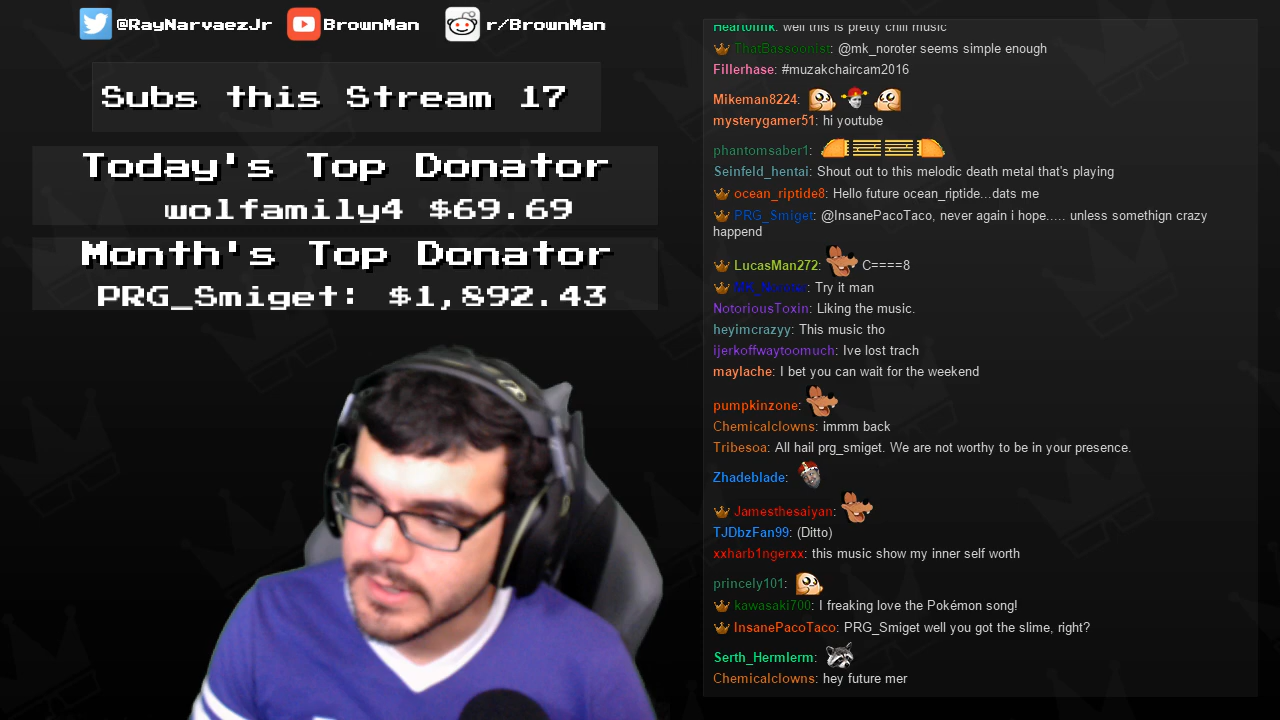 @RayNarvaezJr BrownMan r/BrownMan
Subs this Stream 17
Today's Top Donator
wolfamily4 $69.69
Month's Top Donator
PRG_Smiget: $1,892.43
Heartofink: well this is pretty chill music
ThatBassoonist: @mk_noroter seems simple enough
Fillerhase: #muzakchaircam2016
Mikeman8224:
mysterygamer51: hi youtube
phantomsaber1:
Seinfeld_hentai: Shout out to this melodic death metal that's playing
ocean_riptide8: Hello future ocean_riptide...dats me
PRG_Smiget: @InsanePacoTaco, never again i hope..... unless somethign crazy
happend
LucasMan272: C====8
MK_Noroter: Try it man
NotoriousToxin: Liking the music.
heyimcrazyy: This music tho
ijerkoffwaytoomuch: Ive lost trach
maylache: I bet you can wait for the weekend
pumpkinzone:
Chemicalclowns: immm back
Tribesoa: All hail prg_smiget. We are not worthy to be in your presence.
Zhadeblade:
Jamesthesaiyan:
TJDbzFan99: (Ditto)
xxharb1ngerxx: this music show my inner self worth
princely101:
kawasaki700: I freaking love the Pokémon song!
InsanePacoTaco: PRG_Smiget well you got the slime, right?
Serth_Hermlerm:
Chemicalclowns: hey future mer